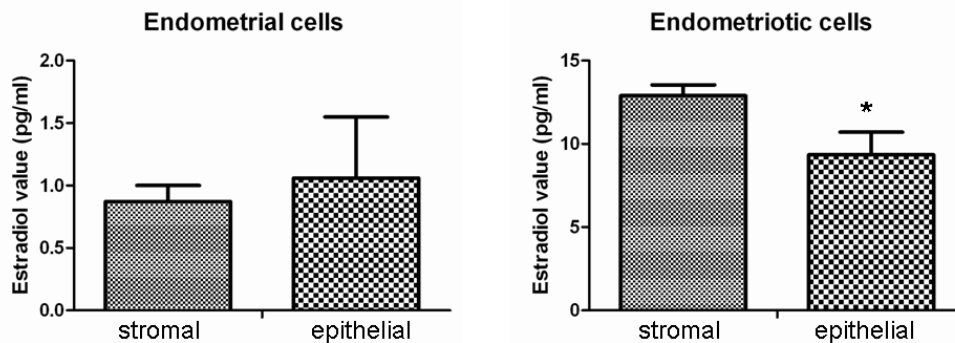 Endometrial cells
Estradiol value (pg/ml)
2.0
1.5
1.0
0.5
0.0
stromal epithelial
Endometriotic cells
Estradiol value (pg/ml)
15
10
5
0
*
stromal epithelial